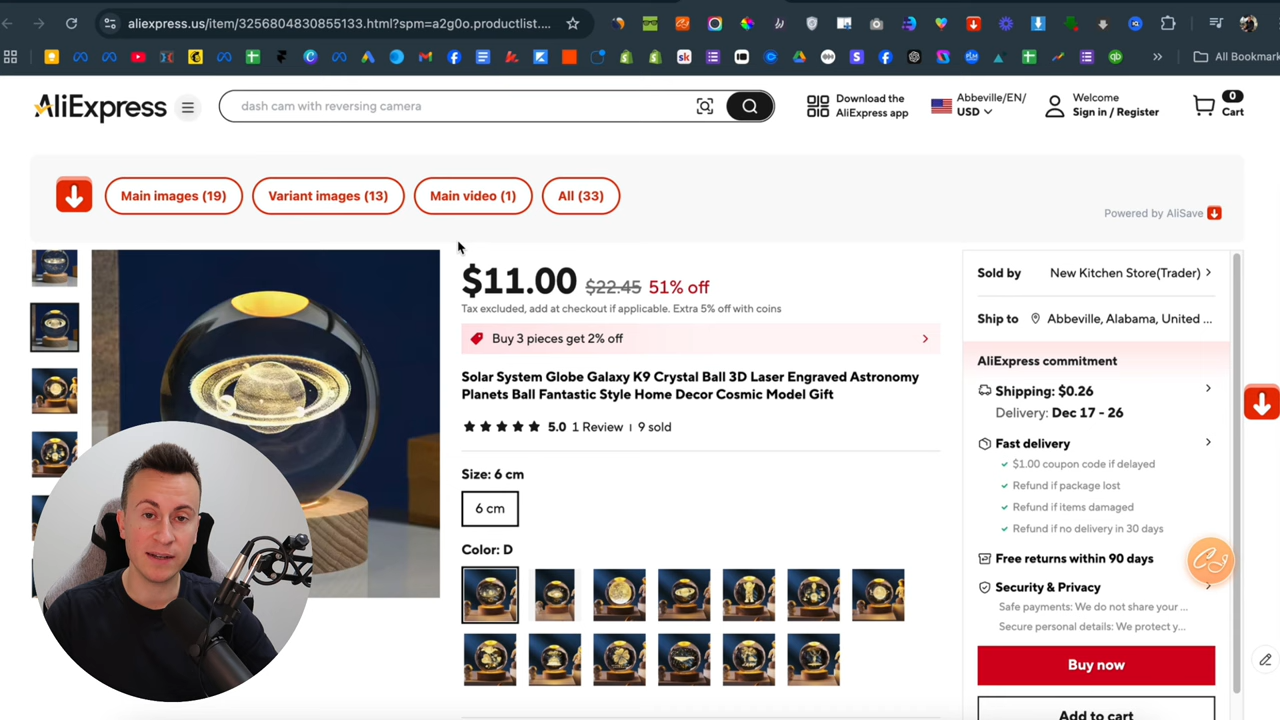 aliexpress.us/item/3256804830855133.html?spm=a2g0o.productlist....
All Bookmark
AliExpress
dash cam with reversing camera
Download the
AliExpress app
Abbeville/EN/
USD
Welcome
Sign in / Register
0
Cart
Main images (19)
Variant images (13)
Main video (1)
All (33)
Powered by AliSave
$11.00 $22.45 51% off
Tax excluded, add at checkout if applicable. Extra 5% off with coins
Buy 3 pieces get 2% off
Solar System Globe Galaxy K9 Crystal Ball 3D Laser Engraved Astronomy
Planets Ball Fantastic Style Home Decor Cosmic Model Gift
5.0 1 Review | 9 sold
Size: 6 cm
6 cm
Color: D
Sold by New Kitchen Store(Trader)
Ship to Abbeville, Alabama, United ...
AliExpress commitment
Shipping: $0.26
Delivery: Dec 17 - 26
Fast delivery
$1.00 coupon code if delayed
Refund if package lost
Refund if items damaged
Refund if no delivery in 30 days
Free returns within 90 days
Security & Privacy
Safe payments: We do not share your ...
Secure personal details: We protect y...
Buy now
Add to cart